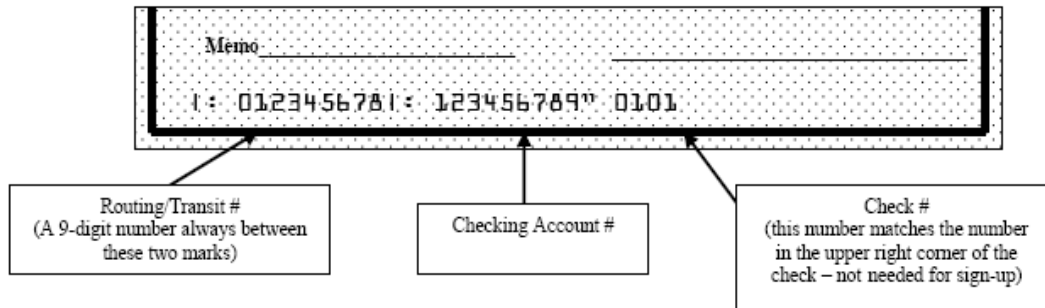 Memo
|: 012345678|: 123456789" 0101
Routing/Transit #
(A 9-digit number always between
these two marks)
Checking Account #
Check #
(this number matches the number
in the upper right corner of the
check – not needed for sign-up)